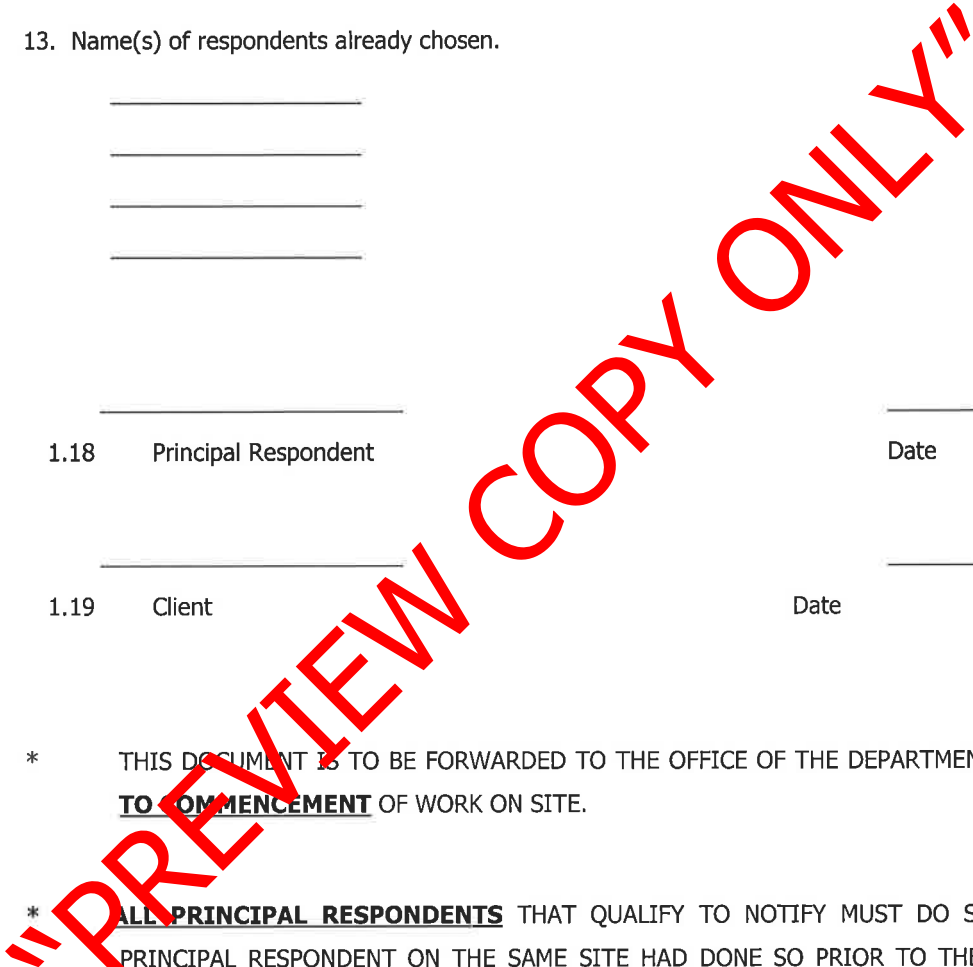 13. Name(s) of respondents already chosen.
1.18 Principal Respondent Date
1.19 Client Date
* THIS DOCUMENT IS TO BE FORWARDED TO THE OFFICE OF THE DEPARTMEN
TO COMMENCEMENT OF WORK ON SITE.
* ALL PRINCIPAL RESPONDENTS THAT QUALIFY TO NOTIFY MUST DO S
PRINCIPAL RESPONDENT ON THE SAME SITE HAD DONE SO PRIOR TO TH
"PREVIEW COPY ONLY"